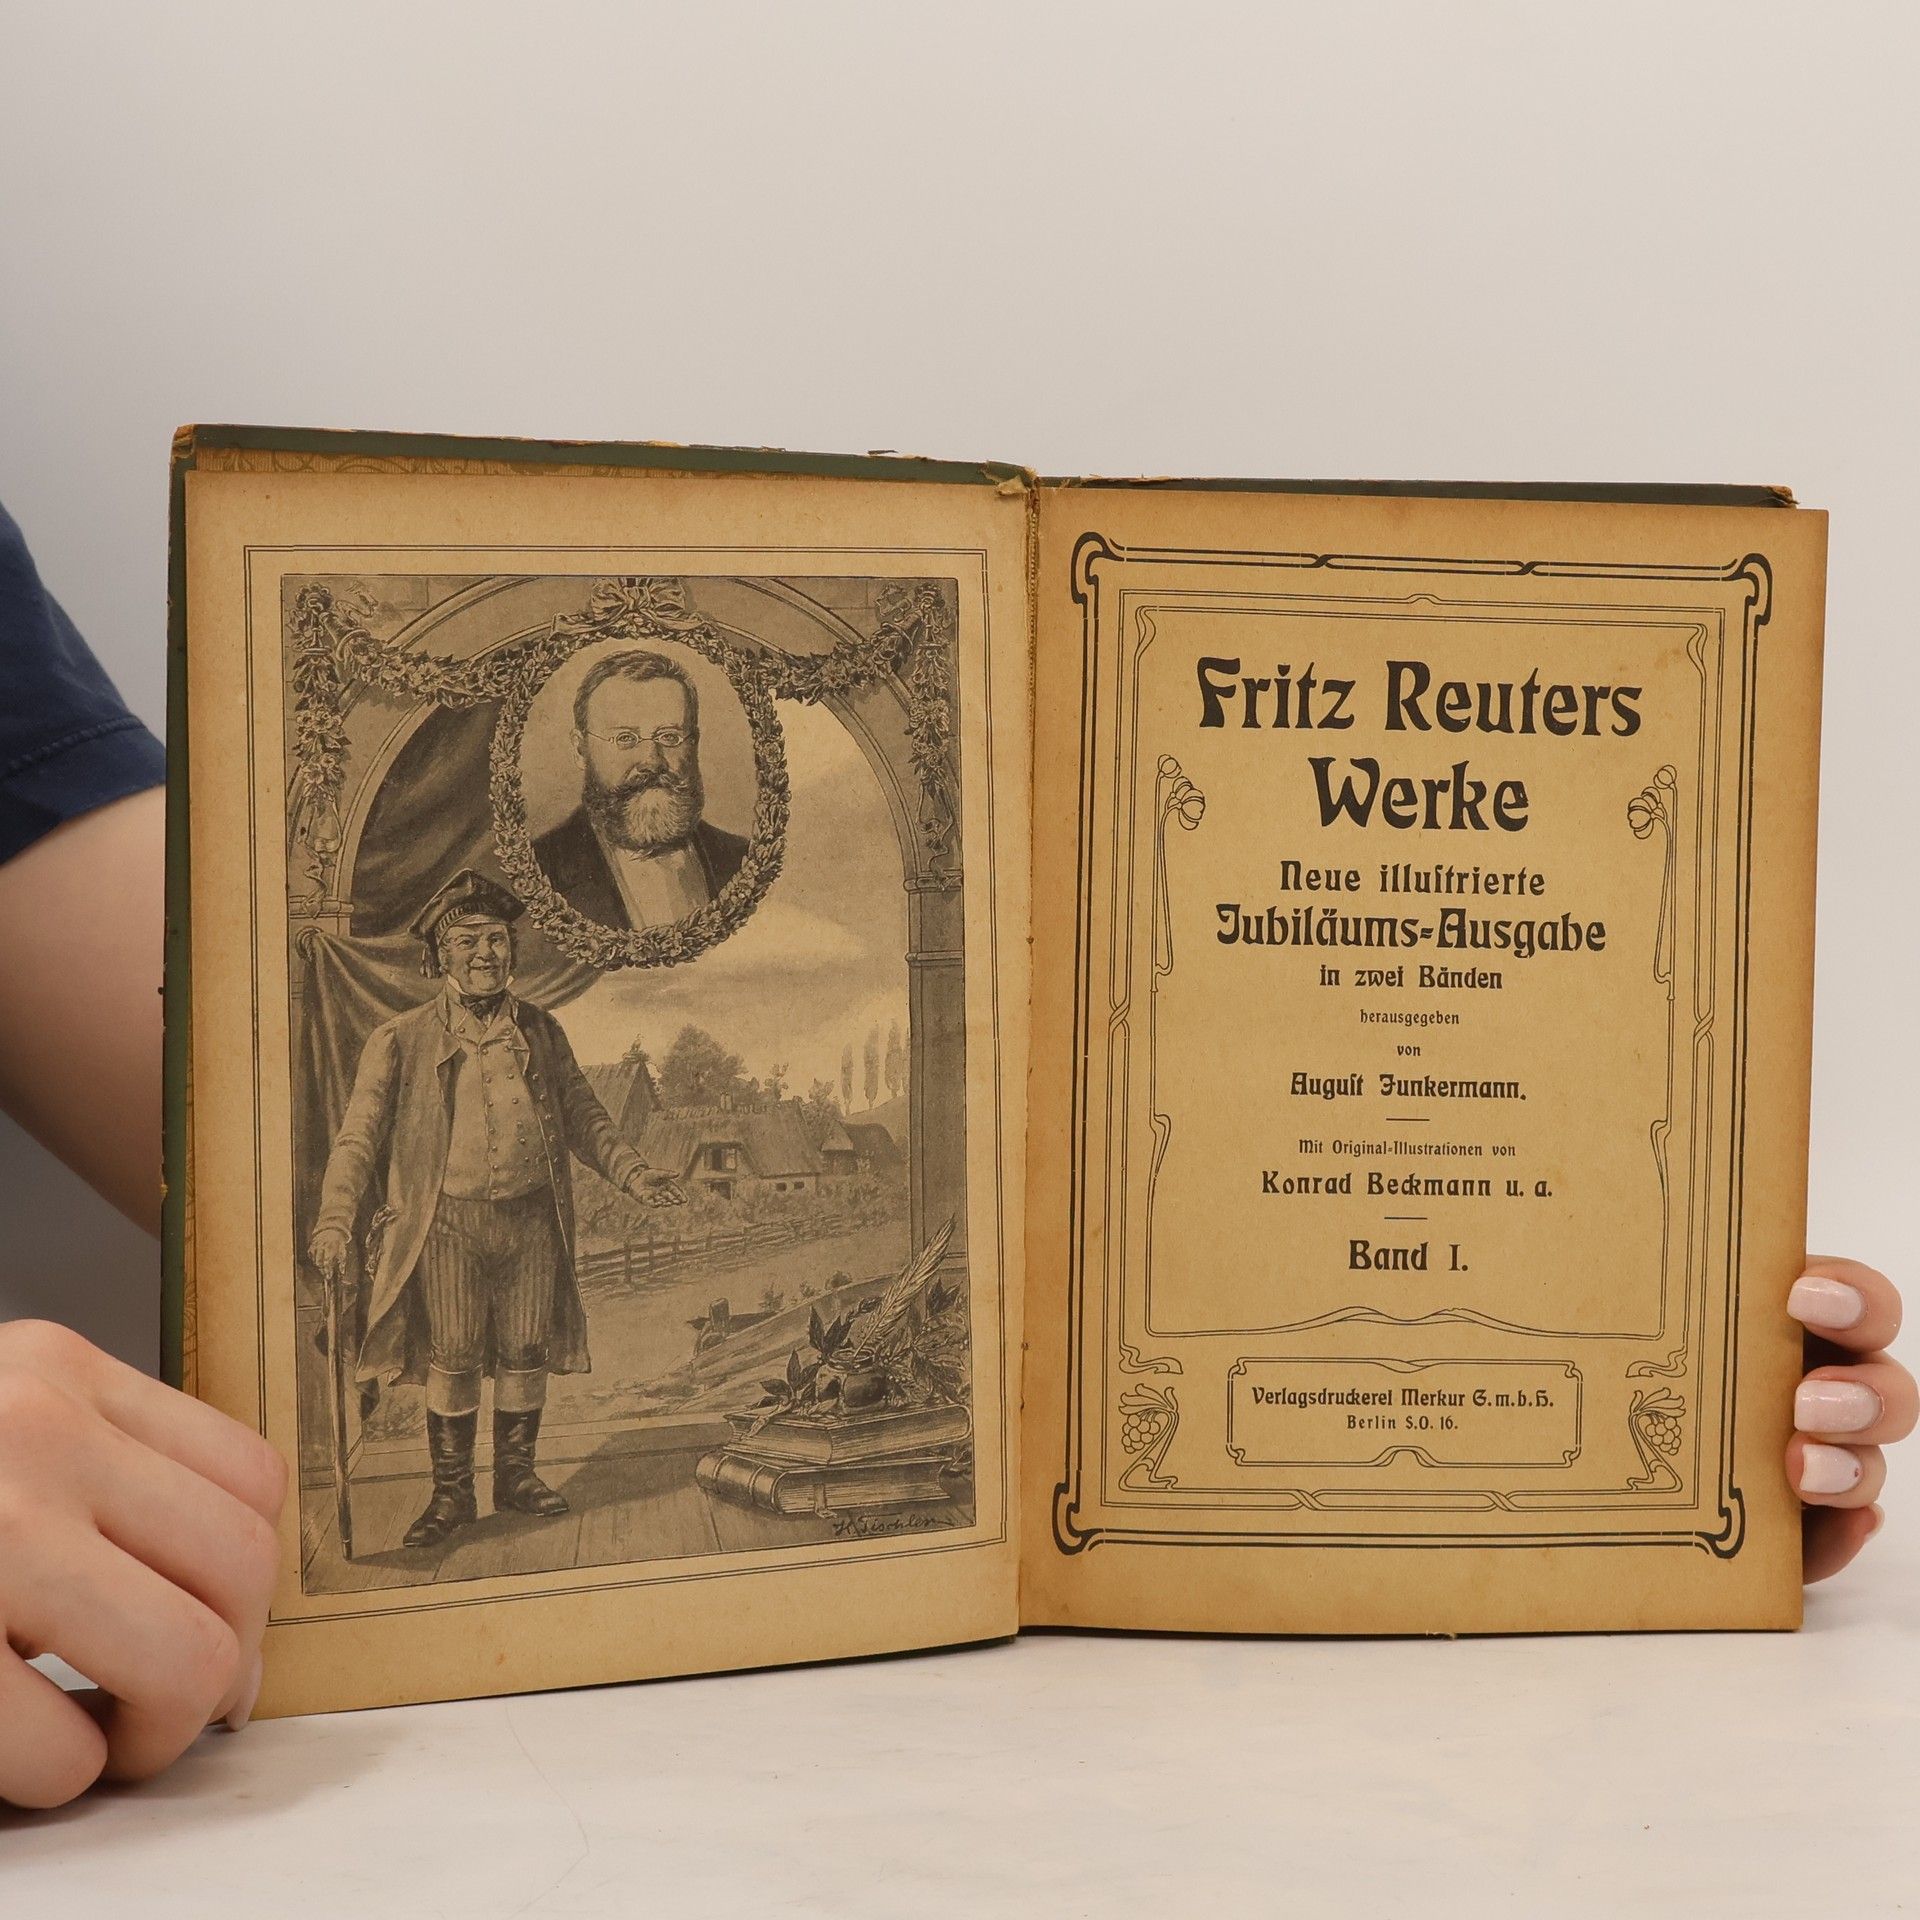 H. Tischler
Fritz Reuters
Werke
Neue illuſtrierte
Jubiläums-Ausgabe
in zwei Bänden
herausgegeben
von
Auguſt Junkermann.
Mit Original-Illustrationen von
Konrad Beckmann u. a.
Band I.
Verlagsdruckerei Merkur G.m.b.H.
Berlin S.O. 16.